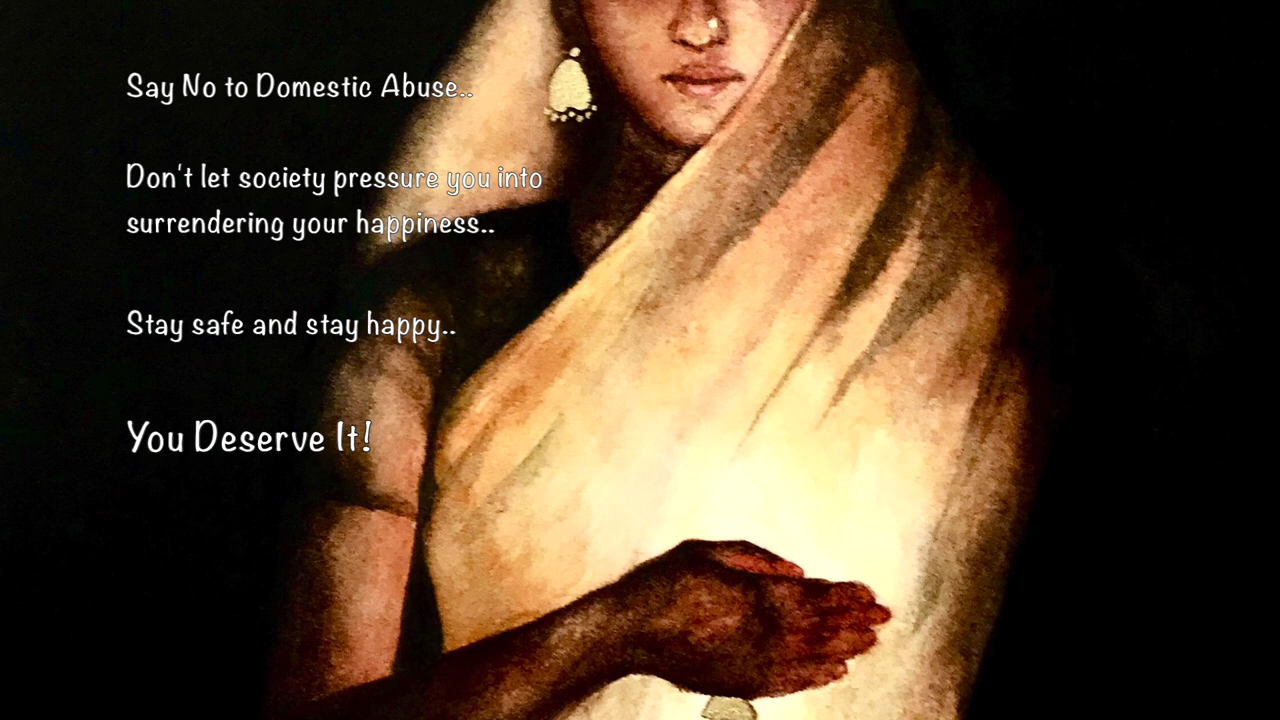 Say No to Domestic Abuse..
Don't let society pressure you into
surrendering your happiness..
Stay safe and stay happy..
You Deserve It!